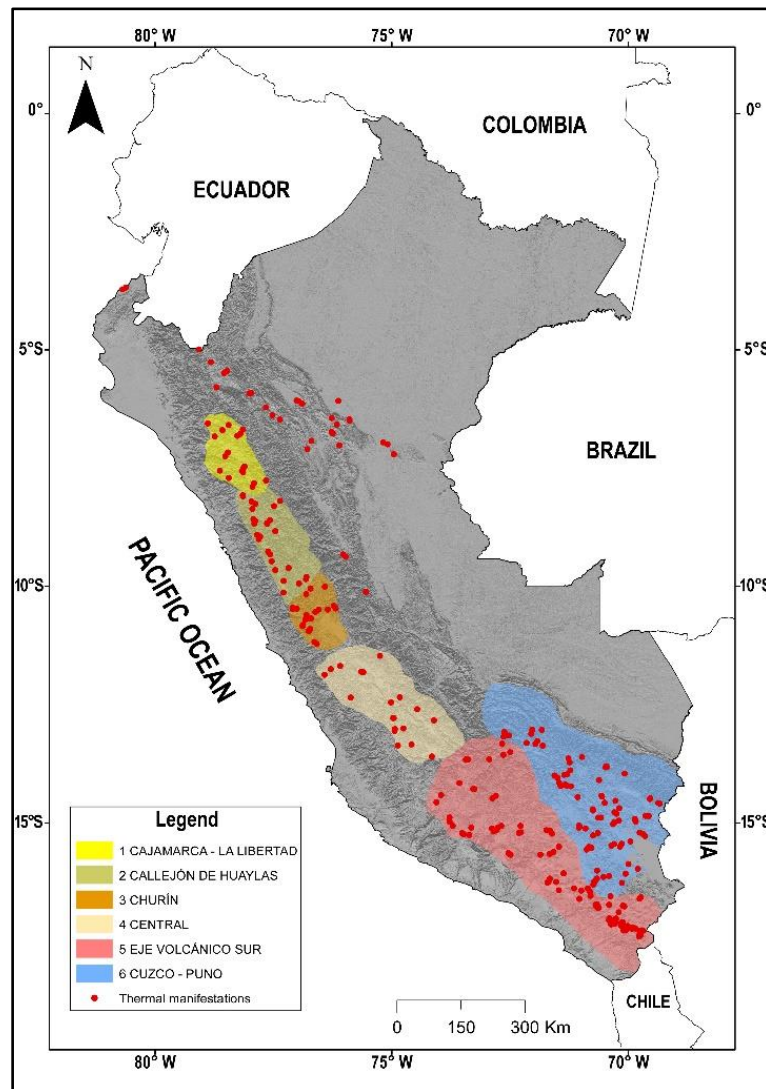 80° W
75° W
70° W
N
0°
0°
COLOMBIA
ECUADOR
5°S
5°S
BRAZIL
PACIFIC OCEAN
10°S
10°S
BOLIVIA
15°S
15°S
Legend
1 CAJAMARCA - LA LIBERTAD
2 CALLEJÓN DE HUAYLAS
3 CHURÍN
4 CENTRAL
5 EJE VOLCÁNICO SUR
6 CUZCO - PUNO
Thermal manifestations
CHILE
0 150 300 Km
80° W
75° W
70° W